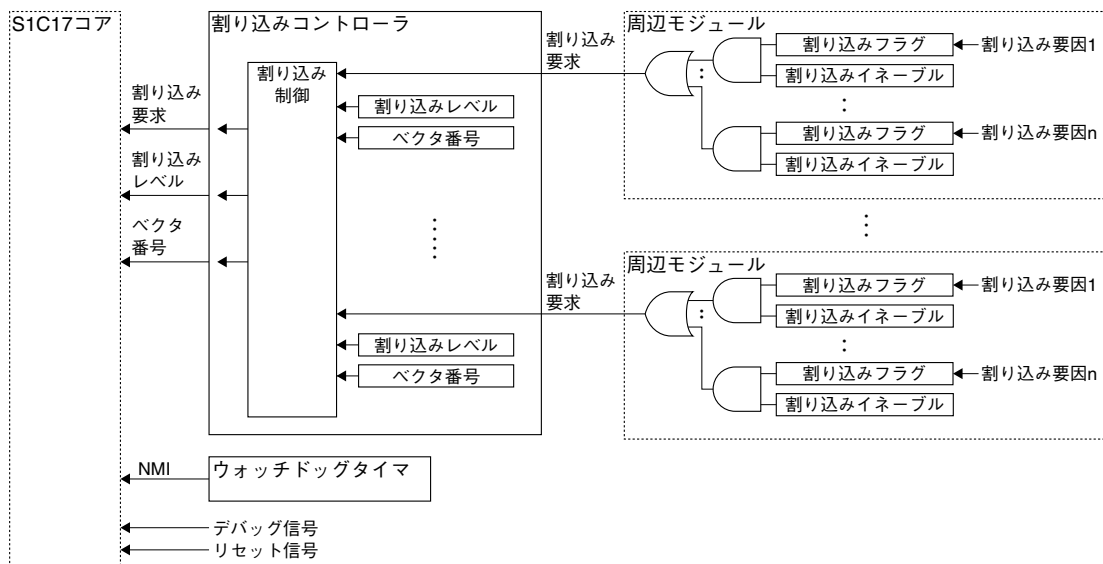 S1C17コア
割り込み
要求
割り込み
レベル
ベクタ
番号
割り込みコントローラ
割り込み
制御
割り込みレベル
ベクタ番号
割り込みレベル
ベクタ番号
割り込み
要求
割り込み
要求
周辺モジュール
割り込みフラグ
割り込み要因1
割り込みイネーブル
割り込みフラグ
割り込み要因n
割り込みイネーブル
周辺モジュール
割り込みフラグ
割り込み要因1
割り込みイネーブル
割り込みフラグ
割り込み要因n
割り込みイネーブル
NMI
ウォッチドッグタイマ
デバッグ信号
リセット信号